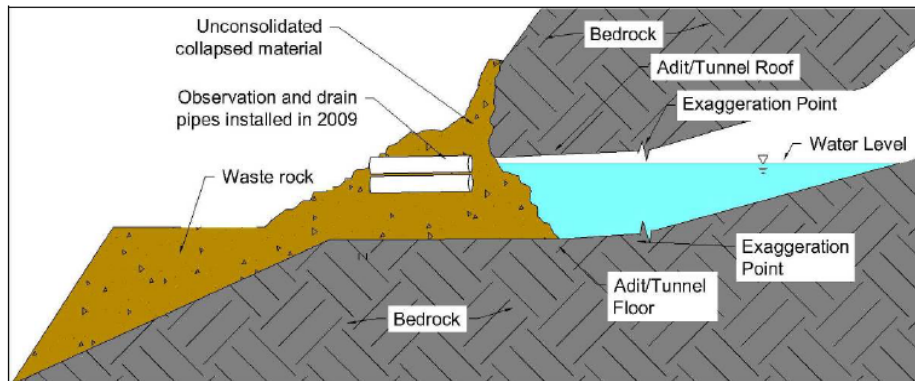 Unconsolidated
collapsed material
Bedrock
Adit/Tunnel Roof
Observation and drain
pipes installed in 2009
Exaggeration Point
Water Level
Waste rock
Exaggeration
Point
Adit/Tunnel
Floor
Bedrock